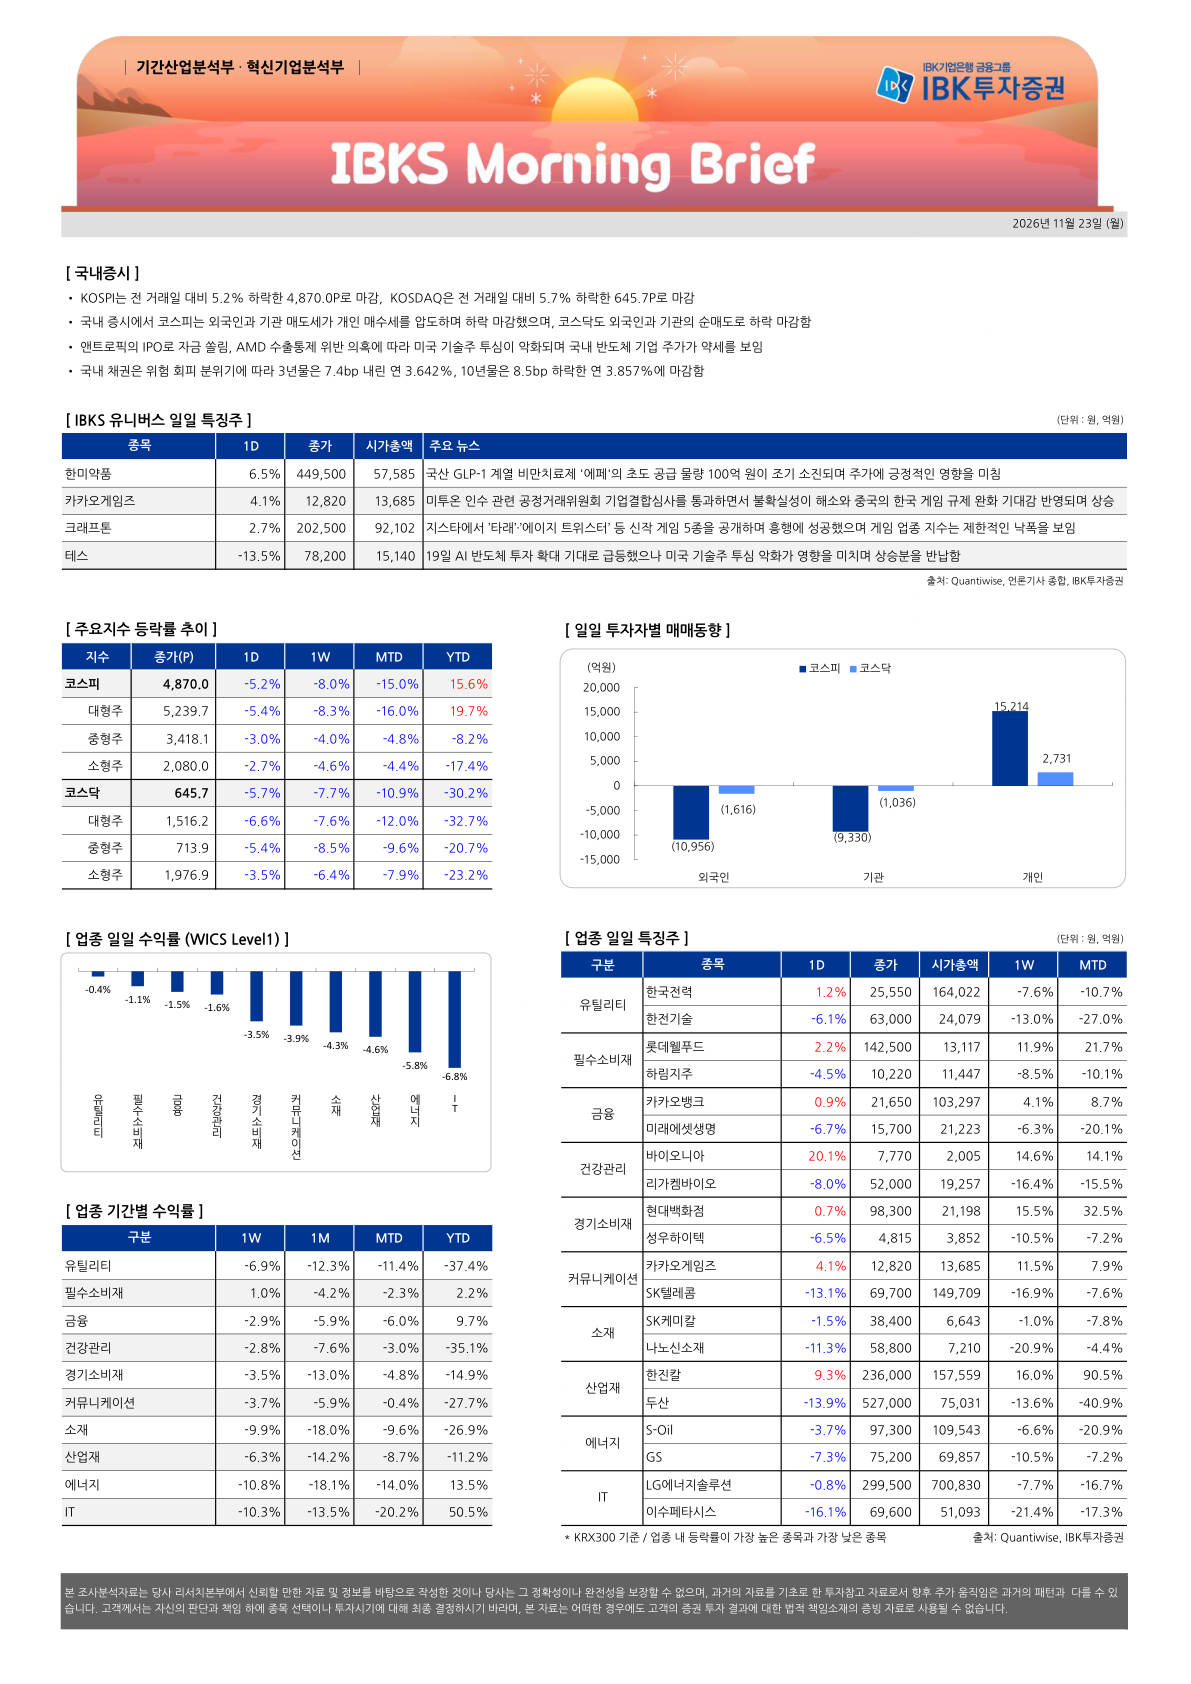 기간산업분석부 · 혁신기업분석부
IBK기업은행 금융그룹
IBK투자증권
IBKS Morning Brief
2026년 11월 23일 (월)
[ 국내증시 ]
• KOSPI는 전 거래일 대비 5.2% 하락한 4,870.0P로 마감, KOSDAQ은 전 거래일 대비 5.7% 하락한 645.7P로 마감
• 국내 증시에서 코스피는 외국인과 기관 매도세가 개인 매수세를 압도하며 하락 마감했으며, 코스닥도 외국인과 기관의 순매도로 하락 마감함
• 앤트로픽의 IPO로 자금 쏠림, AMD 수출통제 위반 의혹에 따라 미국 기술주 투심이 악화되며 국내 반도체 기업 주가가 약세를 보임
• 국내 채권은 위험 회피 분위기에 따라 3년물은 7.4bp 내린 연 3.642%, 10년물은 8.5bp 하락한 연 3.857%에 마감함
[ IBKS 유니버스 일일 특징주 ]
(단위 : 원, 억원)
종목 1D 종가 시가총액 주요 뉴스
한미약품 6.5% 449,500 57,585 국산 GLP-1 계열 비만치료제 '에페'의 초도 공급 물량 100억 원이 조기 소진되며 주가에 긍정적인 영향을 미침
카카오게임즈 4.1% 12,820 13,685 미투온 인수 관련 공정거래위원회 기업결합심사를 통과하면서 불확실성이 해소와 중국의 한국 게임 규제 완화 기대감 반영되며 상승
크래프톤 2.7% 202,500 92,102 지스타에서 '타래'·'에이지 트위스터' 등 신작 게임 5종을 공개하며 흥행에 성공했으며 게임 업종 지수는 제한적인 낙폭을 보임
테스 -13.5% 78,200 15,140 19일 AI 반도체 투자 확대 기대로 급등했으나 미국 기술주 투심 악화가 영향을 미치며 상승분을 반납함
출처: Quantiwise, 언론기사 종합, IBK투자증권
[ 주요지수 등락률 추이 ]
지수 종가(P) 1D 1W MTD YTD
코스피 4,870.0 -5.2% -8.0% -15.0% 15.6%
대형주 5,239.7 -5.4% -8.3% -16.0% 19.7%
중형주 3,418.1 -3.0% -4.0% -4.8% -8.2%
소형주 2,080.0 -2.7% -4.6% -4.4% -17.4%
코스닥 645.7 -5.7% -7.7% -10.9% -30.2%
대형주 1,516.2 -6.6% -7.6% -12.0% -32.7%
중형주 713.9 -5.4% -8.5% -9.6% -20.7%
소형주 1,976.9 -3.5% -6.4% -7.9% -23.2%
[ 일일 투자자별 매매동향 ]
(억원)
코스피 코스닥
20,000
15,000
10,000
5,000
0
-5,000
-10,000
-15,000
(10,956) (1,616) (9,330) (1,036) 15,214 2,731
외국인 기관 개인
[ 업종 일일 수익률 (WICS Level1) ]
-0.4% -1.1% -1.5% -1.6% -3.5% -3.9% -4.3% -4.6% -5.8% -6.8%
유틸리티 필수소비재 금융 건강관리 경기소비재 커뮤니케이션 소재 산업재 에너지 IT
[ 업종 기간별 수익률 ]
구분 1W 1M MTD YTD
유틸리티 -6.9% -12.3% -11.4% -37.4%
필수소비재 1.0% -4.2% -2.3% 2.2%
금융 -2.9% -5.9% -6.0% 9.7%
건강관리 -2.8% -7.6% -3.0% -35.1%
경기소비재 -3.5% -13.0% -4.8% -14.9%
커뮤니케이션 -3.7% -5.9% -0.4% -27.7%
소재 -9.9% -18.0% -9.6% -26.9%
산업재 -6.3% -14.2% -8.7% -11.2%
에너지 -10.8% -18.1% -14.0% 13.5%
IT -10.3% -13.5% -20.2% 50.5%
[ 업종 일일 특징주 ]
(단위 : 원, 억원)
구분 종목 1D 종가 시가총액 1W MTD
유틸리티
한국전력 1.2% 25,550 164,022 -7.6% -10.7%
한전기술 -6.1% 63,000 24,079 -13.0% -27.0%
필수소비재
롯데웰푸드 2.2% 142,500 13,117 11.9% 21.7%
하림지주 -4.5% 10,220 11,447 -8.5% -10.1%
금융
카카오뱅크 0.9% 21,650 103,297 4.1% 8.7%
미래에셋생명 -6.7% 15,700 21,223 -6.3% -20.1%
건강관리
바이오니아 20.1% 7,770 2,005 14.6% 14.1%
리가켐바이오 -8.0% 52,000 19,257 -16.4% -15.5%
경기소비재
현대백화점 0.7% 98,300 21,198 15.5% 32.5%
성우하이텍 -6.5% 4,815 3,852 -10.5% -7.2%
커뮤니케이션
카카오게임즈 4.1% 12,820 13,685 11.5% 7.9%
SK텔레콤 -13.1% 69,700 149,709 -16.9% -7.6%
소재
SK케미칼 -1.5% 38,400 6,643 -1.0% -7.8%
나노신소재 -11.3% 58,800 7,210 -20.9% -4.4%
산업재
한진칼 9.3% 236,000 157,559 16.0% 90.5%
두산 -13.9% 527,000 75,031 -13.6% -40.9%
에너지
S-Oil -3.7% 97,300 109,543 -6.6% -20.9%
GS -7.3% 75,200 69,857 -10.5% -7.2%
IT
LG에너지솔루션 -0.8% 299,500 700,830 -7.7% -16.7%
이수페타시스 -16.1% 69,600 51,093 -21.4% -17.3%
* KRX300 기준 / 업종 내 등락률이 가장 높은 종목과 가장 낮은 종목
출처: Quantiwise, IBK투자증권
본 조사분석자료는 당사 리서치본부에서 신뢰할 만한 자료 및 정보를 바탕으로 작성한 것이나 당사는 그 정확성이나 완전성을 보장할 수 없으며, 과거의 자료를 기초로 한 투자참고 자료로서 향후 주가 움직임은 과거의 패턴과 다를 수 있
습니다. 고객께서는 자신의 판단과 책임 하에 종목 선택이나 투자시기에 대해 최종 결정하시기 바라며, 본 자료는 어떠한 경우에도 고객의 증권 투자 결과에 대한 법적 책임소재의 증빙 자료로 사용될 수 없습니다.